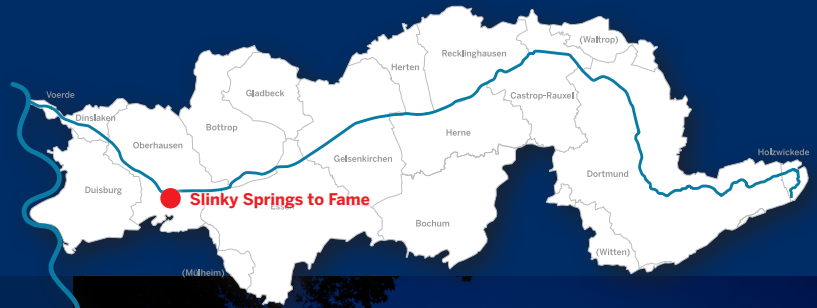 (Waltrop)
Recklinghausen
Herten
Gladbeck
Voerde
Castrop-Rauxel
Dinslaken
Bottrop
Oberhausen
Herne
Holzwickede
Gelsenkirchen
Dortmund
Duisburg
Slinky Springs to Fame
Essen
Bochum
(Witten)
(Mülheim)